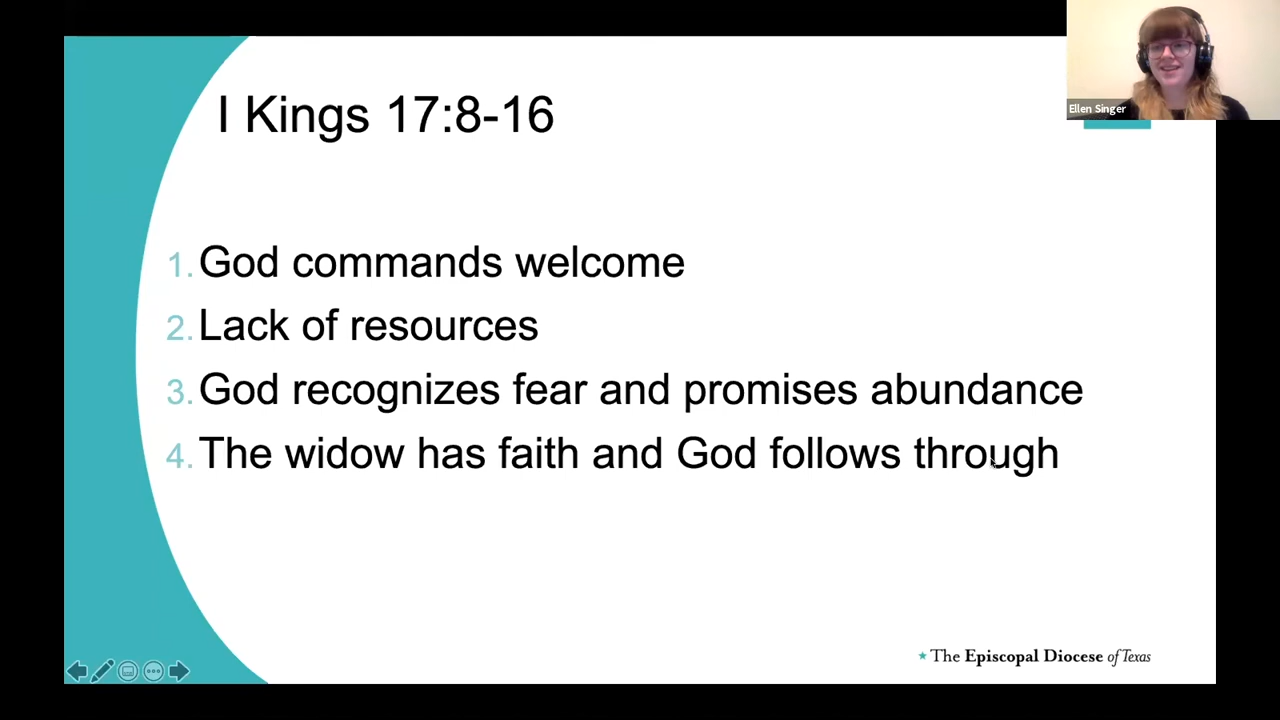 I Kings 17:8-16
Ellen Singer
1. God commands welcome
2. Lack of resources
3. God recognizes fear and promises abundance
4. The widow has faith and God follows through
The Episcopal Diocese of Texas